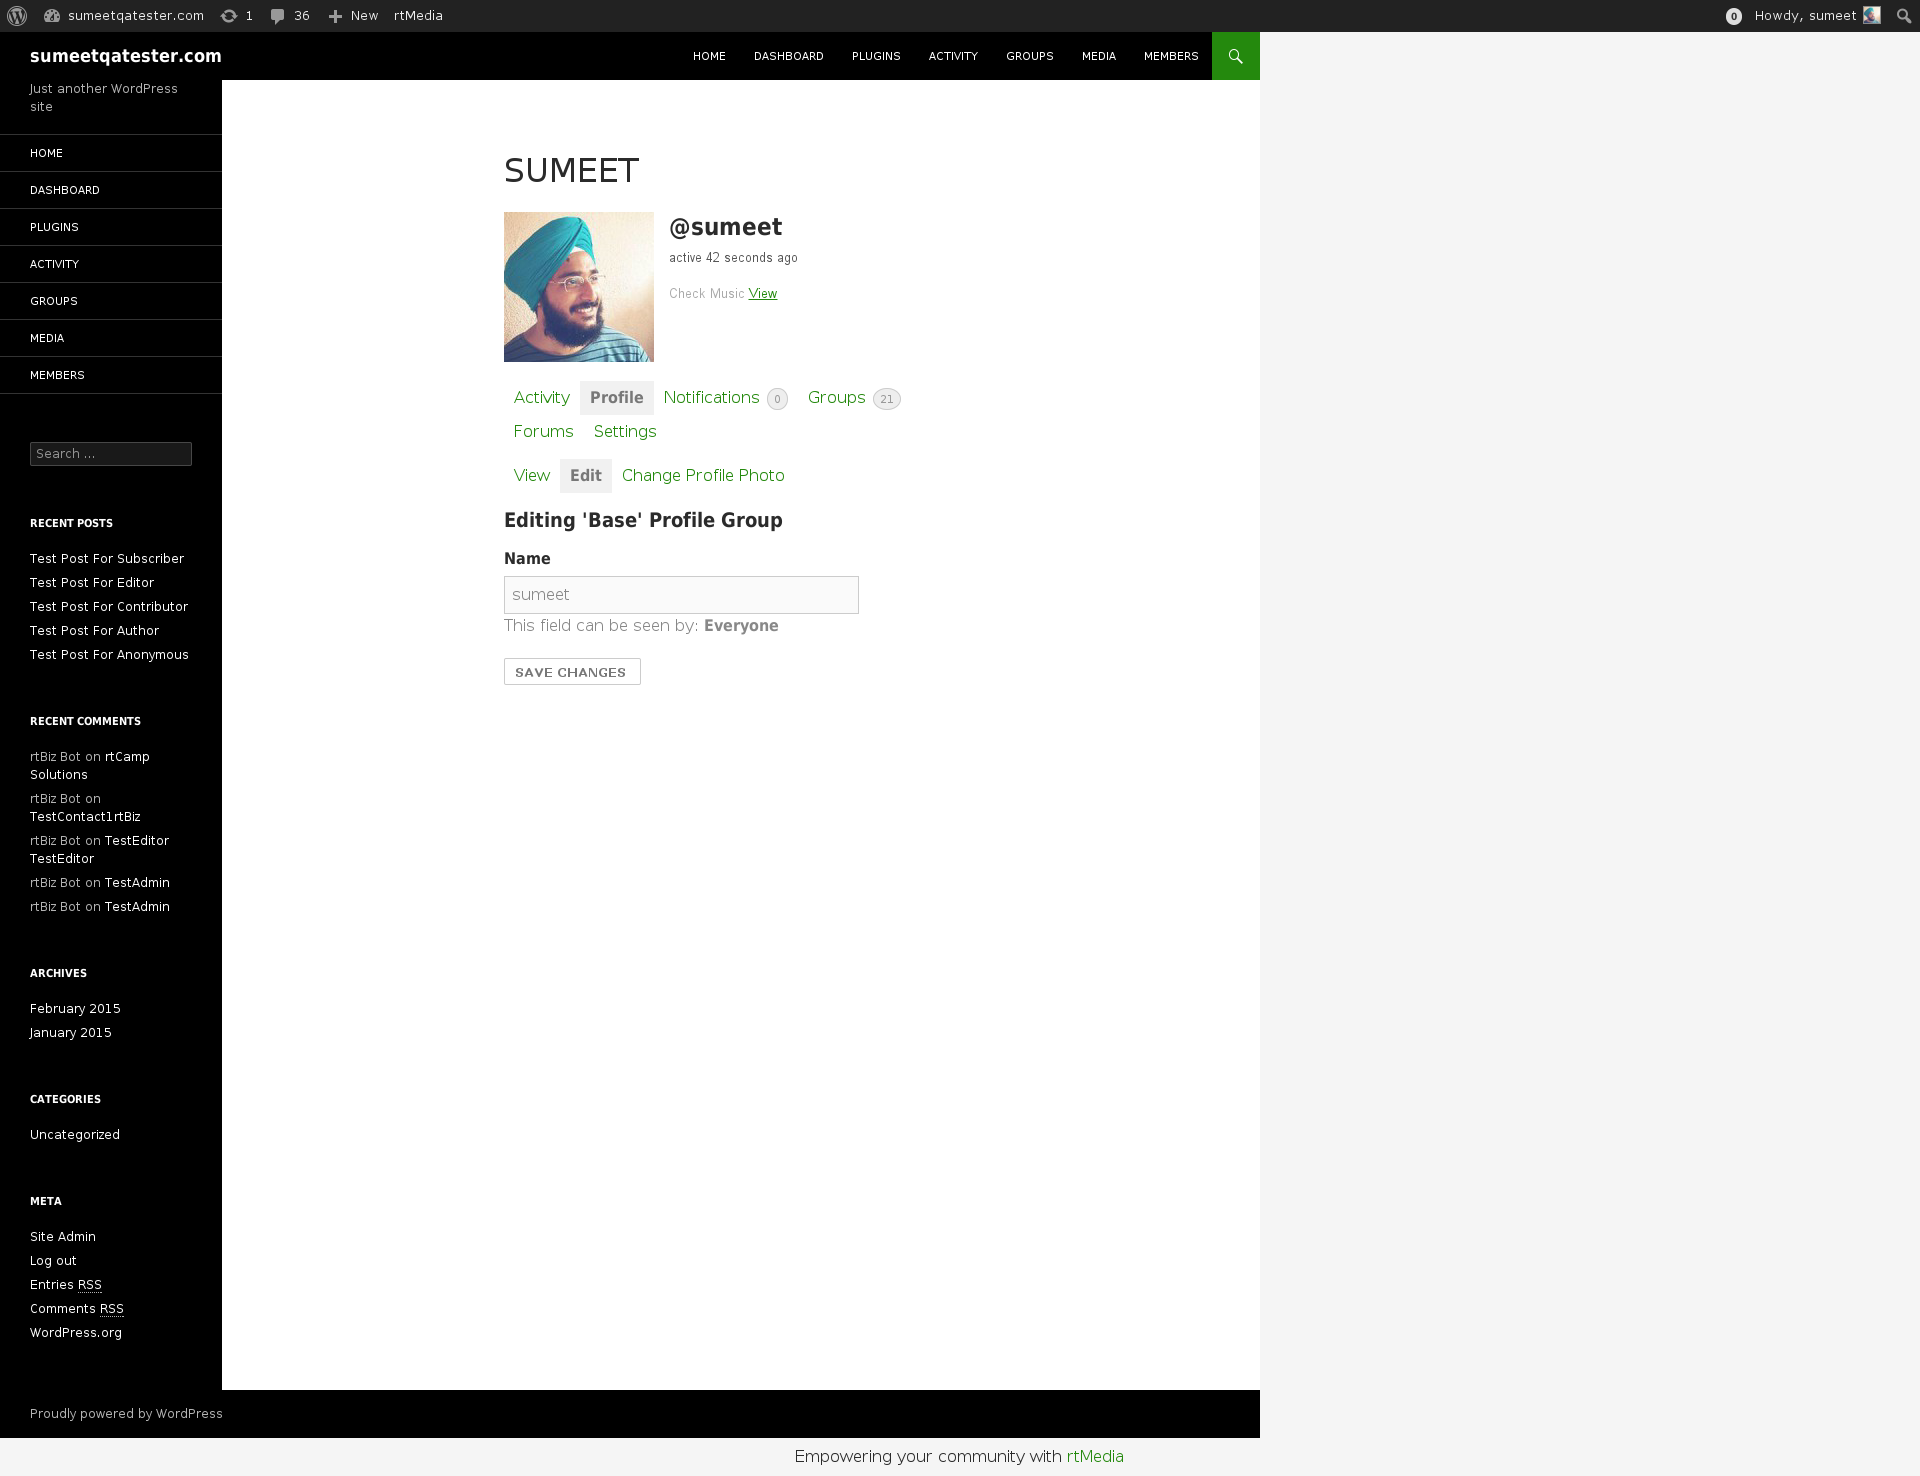 sumeetqatester.com 1 36 New rtMedia 0 Howdy, sumeet
sumeetqatester.com
HOME DASHBOARD PLUGINS ACTIVITY GROUPS MEDIA MEMBERS
Just another WordPress
site
HOME
DASHBOARD
PLUGINS
ACTIVITY
GROUPS
MEDIA
MEMBERS
Search ...
RECENT POSTS
Test Post For Subscriber
Test Post For Editor
Test Post For Contributor
Test Post For Author
Test Post For Anonymous
RECENT COMMENTS
rtBiz Bot on rtCamp
Solutions
rtBiz Bot on
TestContact1rtBiz
rtBiz Bot on TestEditor
TestEditor
rtBiz Bot on TestAdmin
rtBiz Bot on TestAdmin
ARCHIVES
February 2015
January 2015
CATEGORIES
Uncategorized
META
Site Admin
Log out
Entries RSS
Comments RSS
WordPress.org
SUMEET
@sumeet
active 42 seconds ago
Check Music View
Activity Profile Notifications 0 Groups 21
Forums Settings
View Edit Change Profile Photo
Editing 'Base' Profile Group
Name
sumeet
This field can be seen by: Everyone
SAVE CHANGES
Proudly powered by WordPress
Empowering your community with rtMedia